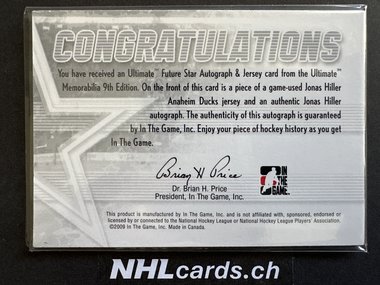 CONGRATULATIONS
You have received an Ultimate™ Future Star Autograph & Jersey card from the Ultimate™
Memorabilia 9th Edition. On the front of this card is a piece of a game-used Jonas Hiller
Anaheim Ducks jersey and an authentic Jonas Hiller
autograph. The authenticity of this autograph is guaranteed
by In The Game, Inc. Enjoy your piece of hockey history as you get
In The Game.
Brian H Price
Dr. Brian H. Price
President, In The Game, Inc.
IN
THE
GAME
This product is manufactured by In The Game, Inc. and is not affiliated with, sponsored, endorsed or
licensed by or connected to the National Hockey League or National Hockey League Players' Association.
©2009 In The Game, Inc. Made in Canada.
NHLcards.ch